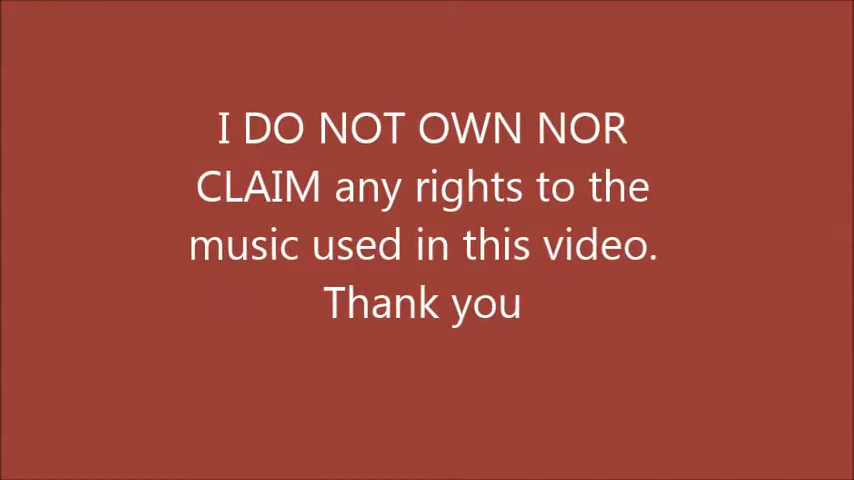 I DO NOT OWN NOR
CLAIM any rights to the
music used in this video.
Thank you